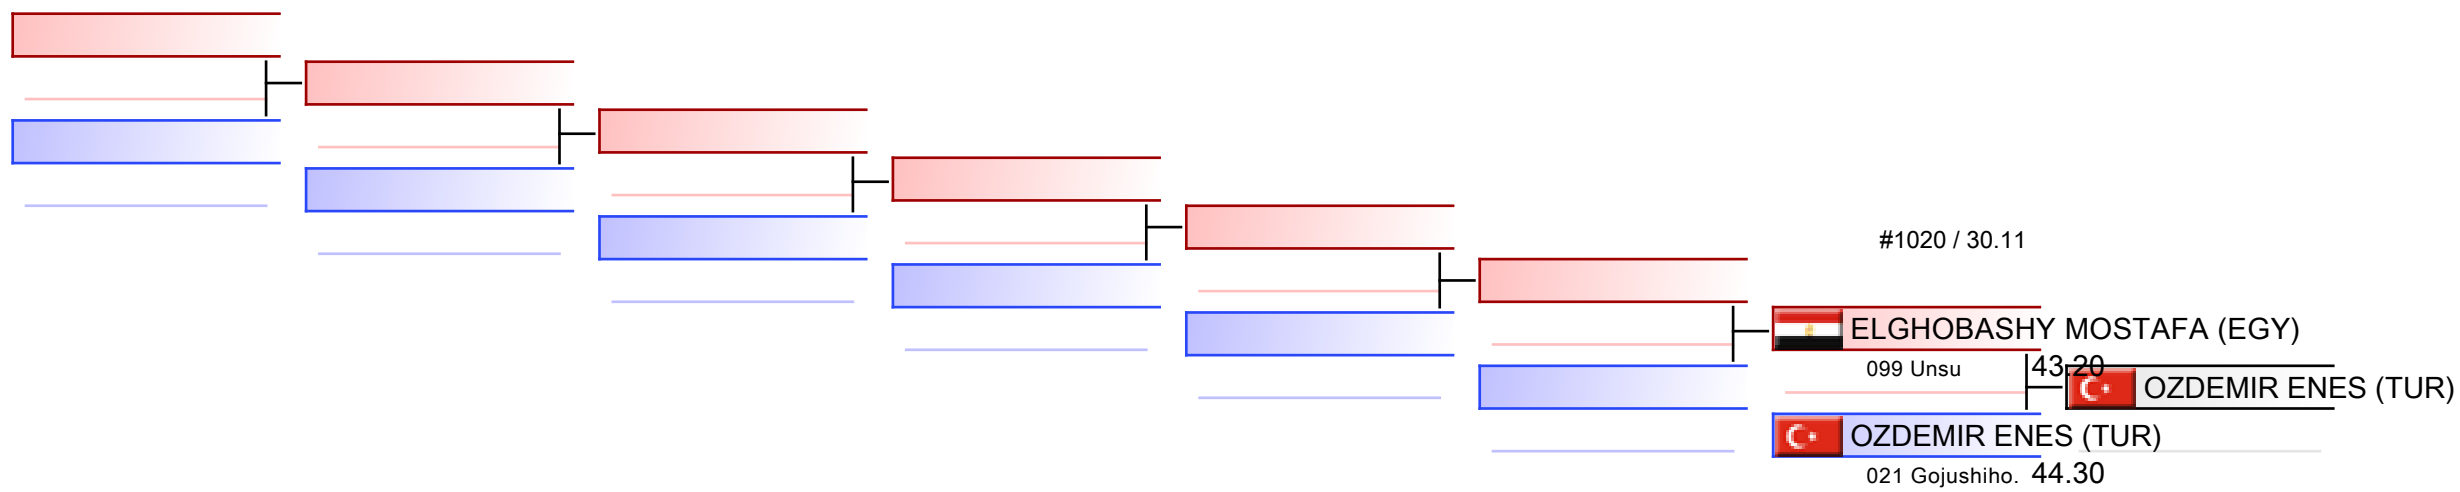 #1020 / 30.11
ELGHOBASHY MOSTAFA (EGY)
099 Unsu 43.20
OZDEMIR ENES (TUR)
OZDEMIR ENES (TUR)
021 Gojushiho. 44.30